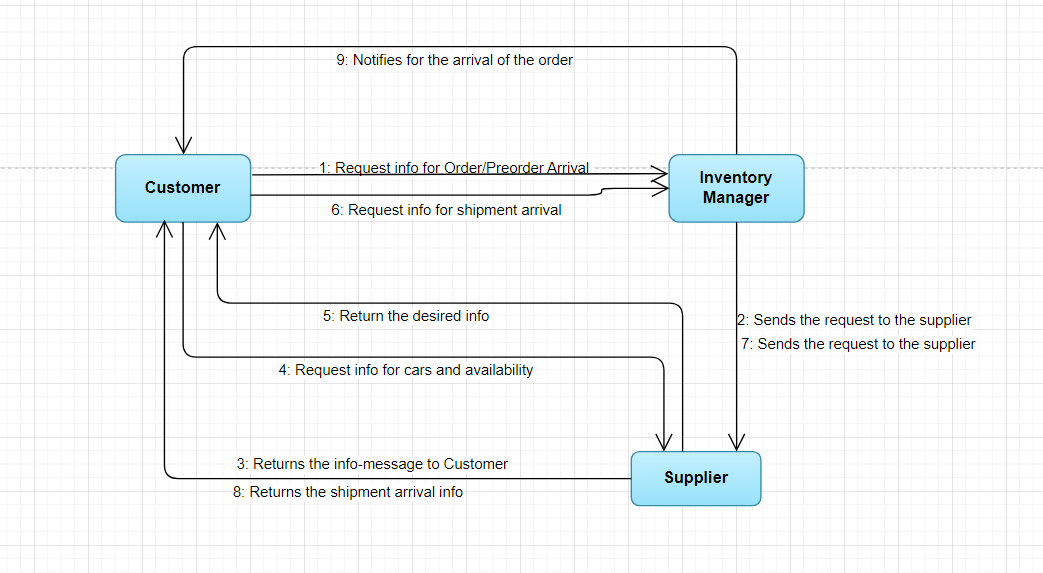 9: Notifies for the arrival of the order
1: Request info for Order/Preorder Arrival
Customer
Inventory
Manager
6: Request info for shipment arrival
5: Return the desired info
2: Sends the request to the supplier
7: Sends the request to the supplier
4: Request info for cars and availability
3: Returns the info-message to Customer
Supplier
8: Returns the shipment arrival info